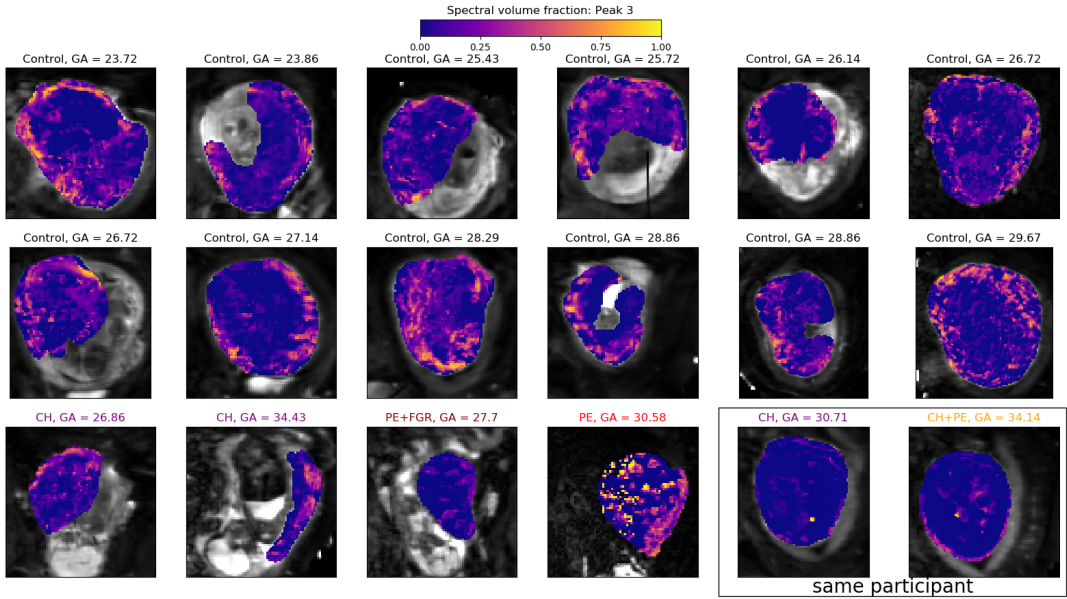 Spectral volume fraction: Peak 3
0.00 0.25 0.50 0.75 1.00
Control, GA = 23.72 Control, GA = 23.86 Control, GA = 25.43 Control, GA = 25.72 Control, GA = 26.14 Control, GA = 26.72
Control, GA = 26.72 Control, GA = 27.14 Control, GA = 28.29 Control, GA = 28.86 Control, GA = 28.86 Control, GA = 29.67
CH, GA = 26.86 CH, GA = 34.43 PE+FGR, GA = 27.7 PE, GA = 30.58 CH, GA = 30.71 CH+PE, GA = 34.14
same participant